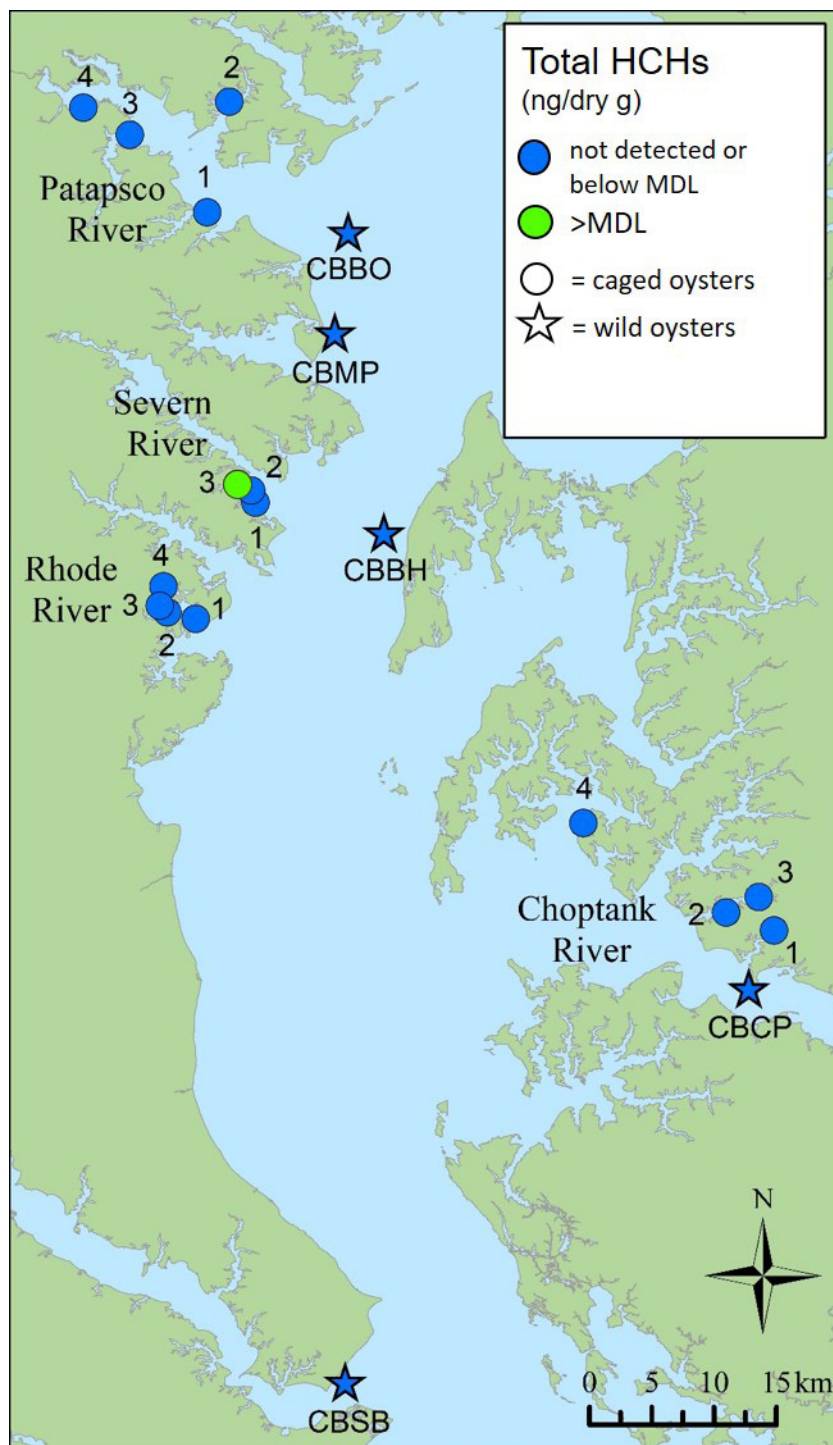 Total HCHs
(ng/dry g)
not detected or
below MDL
>MDL
= caged oysters
= wild oysters
4
3
2
1
Patapsco
River
CBBO
CBMP
Severn
River
3
2
1
CBBH
Rhode
River
4
3
2
1
4
Choptank
River
2
3
1
CBCP
N
0 5 10 15 km
CBSB